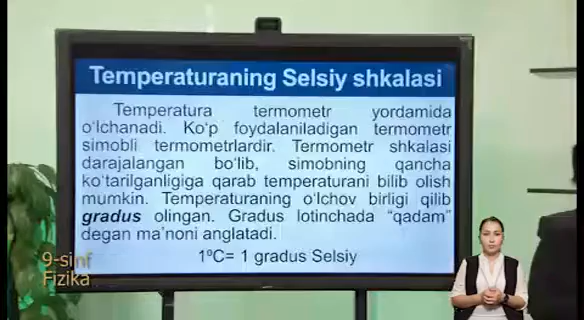 Temperaturaning Selsiy shkalasi
Temperatura termometr yordamida
o‘lchanadi. Ko‘p foydalaniladigan termometr
simobli termometrlardir. Termometr shkalasi
darajalangan bo‘lib, simobning qancha
ko‘tarilganligiga qarab temperaturani bilib olish
mumkin. Temperaturaning o‘lchov birligi qilib
gradus olingan. Gradus lotinchada “qadam”
degan ma’noni anglatadi.
1⁰C= 1 gradus Selsiy
9-sinf
Fizika